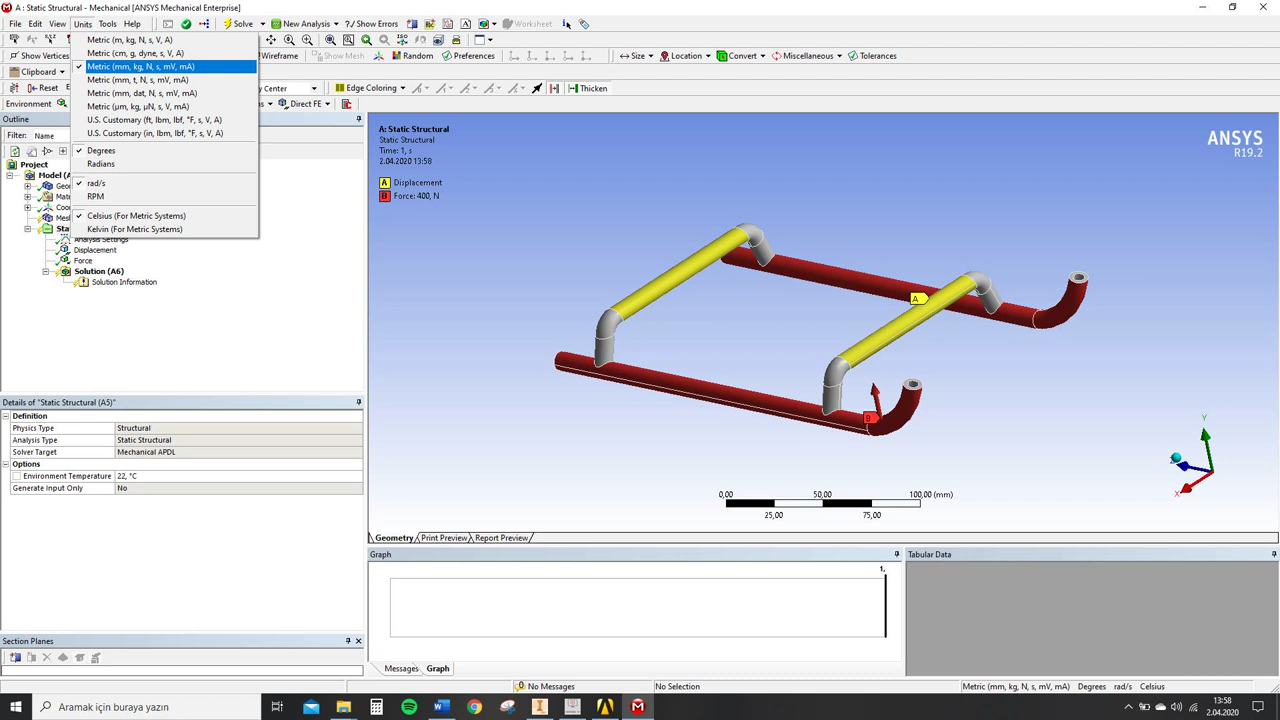 A : Static Structural - Mechanical [ANSYS Mechanical Enterprise]
File Edit View Units Tools Help Solve New Analysis Show Errors Worksheet
Show Vertices Wireframe Show Mesh Random Preferences Size Location Convert
Clipboard
Reset Edge Coloring Thicken
Environment Direct FE
Metric (m, kg, N, s, V, A)
Metric (cm, g, dyne, s, V, A)
Metric (mm, kg, N, s, mV, mA)
Metric (mm, t, N, s, mV, mA)
Metric (mm, dat, N, s, mV, mA)
Metric (µm, kg, µN, s, V, mA)
U.S. Customary (ft, lbm, lbf, °F, s, V, A)
U.S. Customary (in, lbm, lbf, °F, s, V, A)
Degrees
Radians
rad/s
RPM
Celsius (For Metric Systems)
Kelvin (For Metric Systems)
Outline
Filter: Name
Project
Analysis Settings
Displacement
Force
Solution (A6)
Solution Information
Details of "Static Structural (A5)"
Definition
Physics Type Structural
Analysis Type Static Structural
Solver Target Mechanical APDL
Options
Environment Temperature 22, °C
Generate Input Only No
Section Planes
A: Static Structural
Static Structural
Time: 1, s
2.04.2020 13:58
A Displacement
B Force: 400, N
ANSYS
R19.2
A
B
Y
X
0,00 50,00 100,00 (mm)
25,00 75,00
Geometry Print Preview Report Preview
Graph
1,
Tabular Data
Messages Graph
No Messages No Selection Metric (mm, kg, N, s, mV, mA) Degrees rad/s Celsius
Aramak için buraya yazın
13:58
2.04.2020